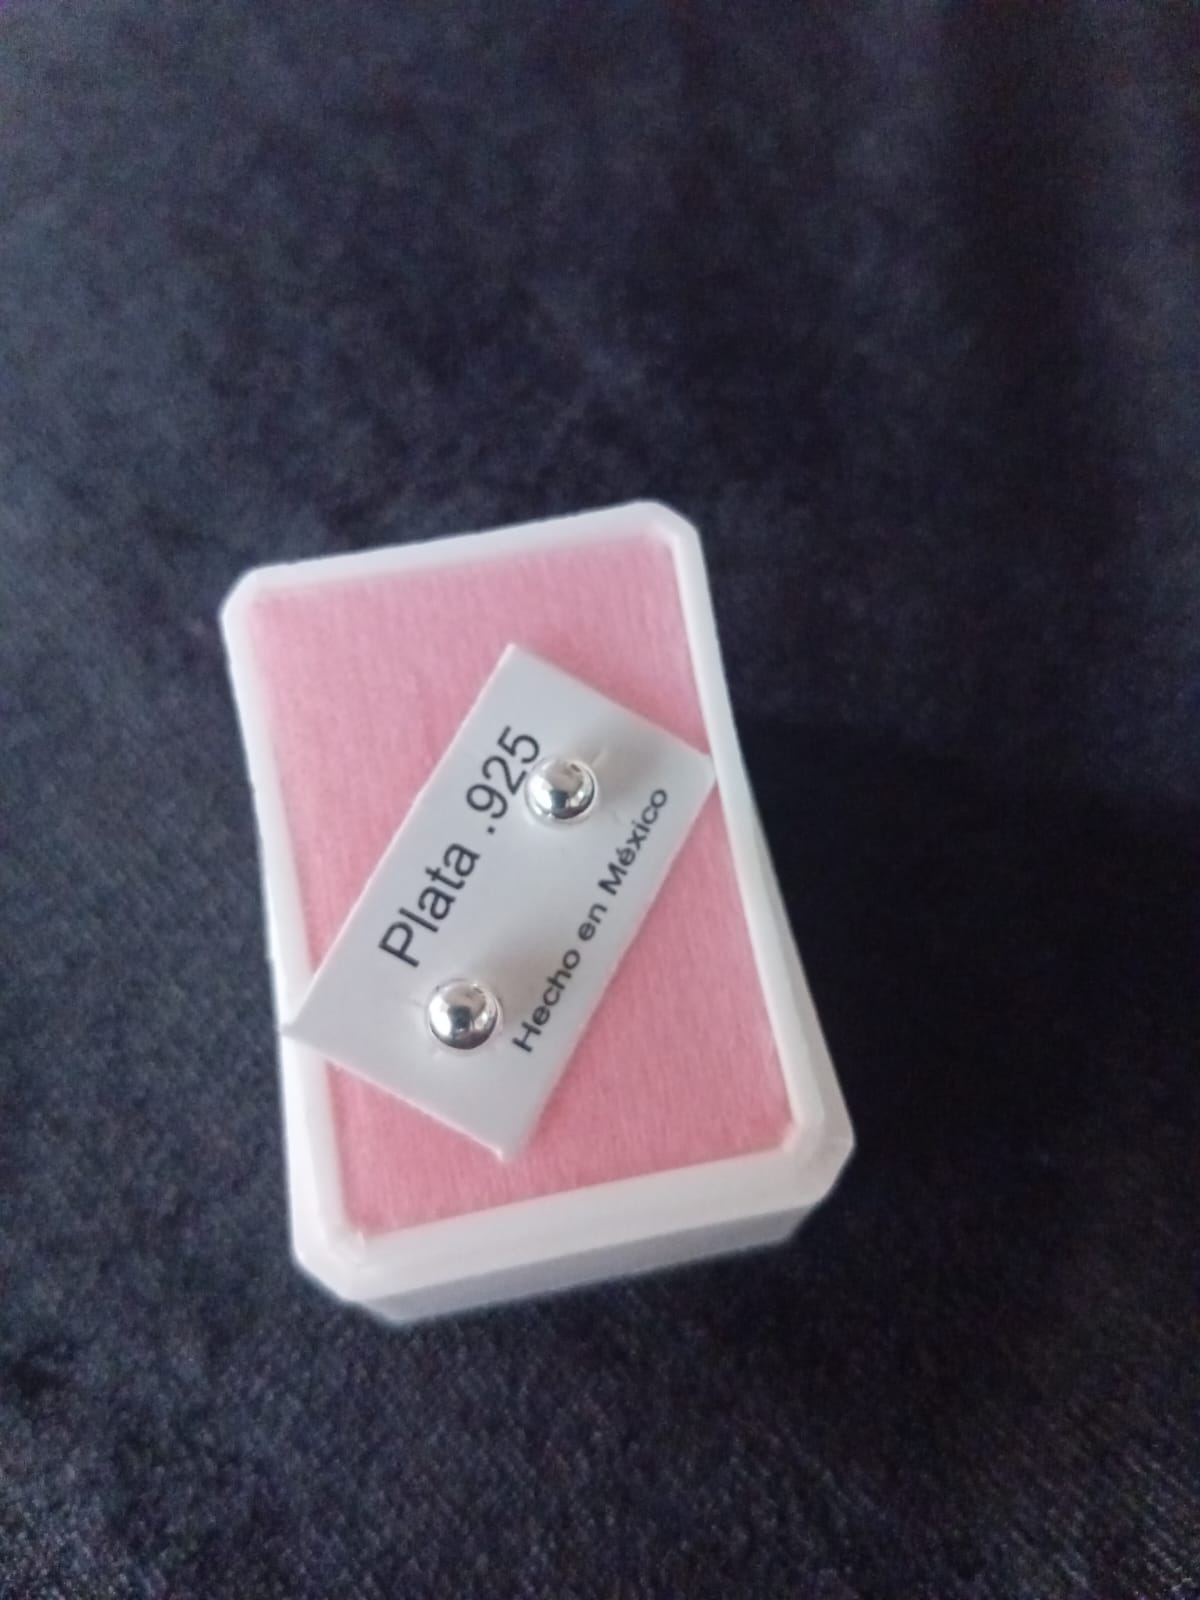 Plata .925
Hecho en México